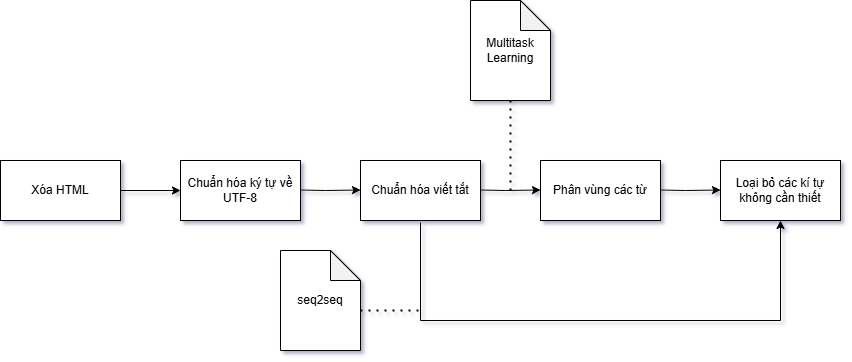 Multitask
Learning
Xóa HTML
Chuẩn hóa ký tự về
UTF-8
Chuẩn hóa viết tắt
Phân vùng các từ
Loại bỏ các kí tự
không cần thiết
seq2seq